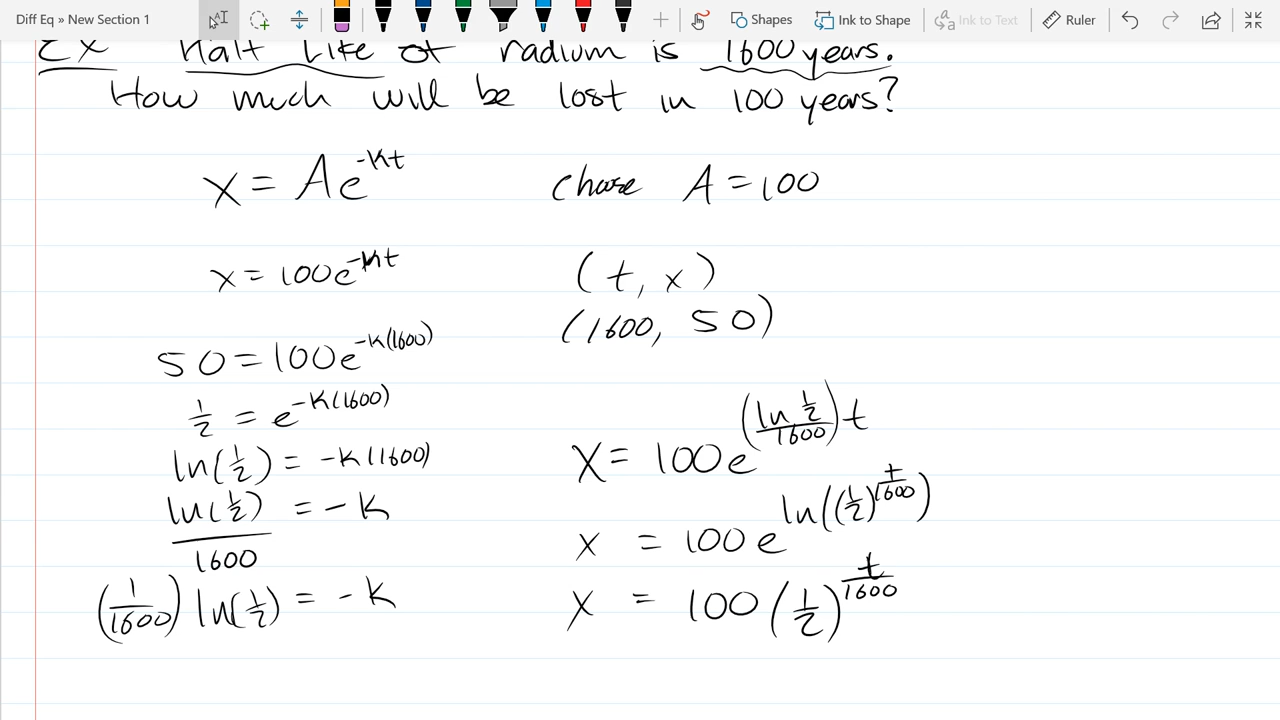 Diff Eq » New Section 1
Shapes
Ink to Shape
Ink to Text
Ruler
Ex Half Life of radium is 1600 years.
How much will be lost in 100 years?
x = Ae^{-kt}
chose A = 100
x = 100e^{-kt}
(t, x)
(1600, 50)
50 = 100e^{-k(1600)}
1/2 = e^{-k(1600)}
ln(1/2) = -k(1600)
ln(1/2)/1600 = -k
(1/1600) ln(1/2) = -k
x = 100e^{(ln 1/2 / 1600)t}
x = 100e^{ln((1/2)^{t/1600})}
x = 100(1/2)^{t/1600}